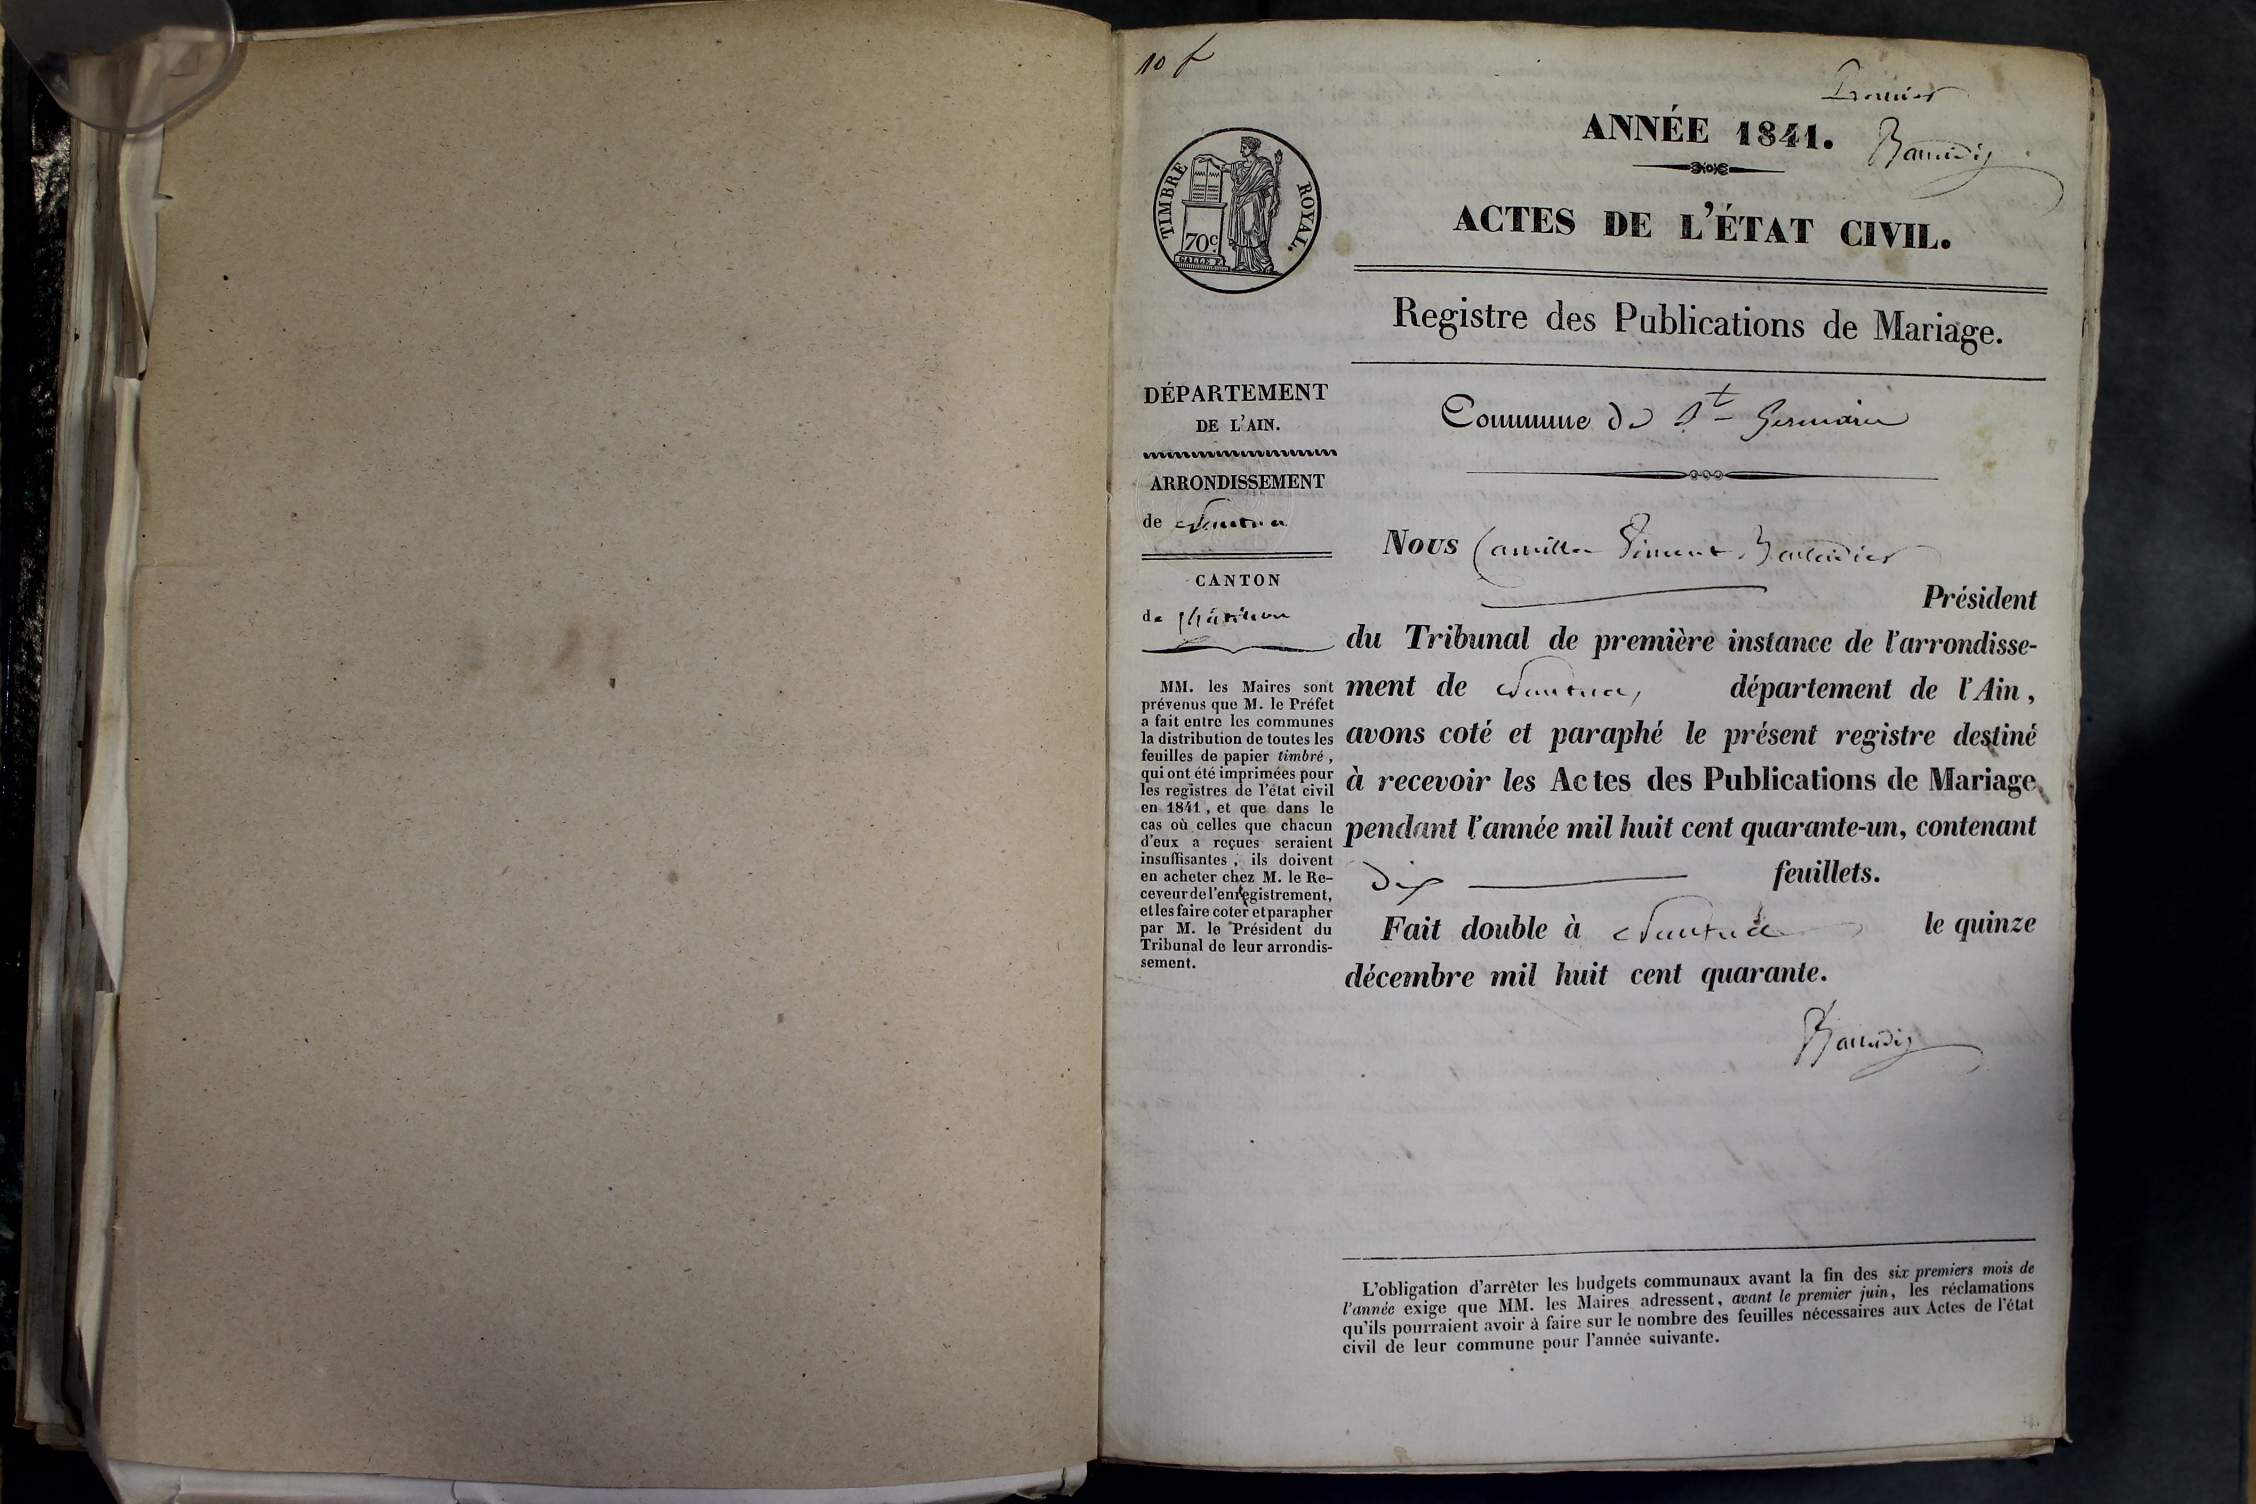 10 f
Premier
ANNÉE 1841.
TIMBRE ROYAL.
70c.
GALLE F.
ACTES DE L'ÉTAT CIVIL.
Registre des Publications de Mariage.
DÉPARTEMENT
DE L'AIN.
ARRONDISSEMENT
de Nantua
CANTON
de Châtillon
MM. les Maires sont
prévenus que M. le Préfet
a fait entre les communes
la distribution de toutes les
feuilles de papier timbré,
qui ont été imprimées pour
les registres de l'état civil
en 1841, et que dans le
cas où celles que chacun
d'eux a reçues seraient
insuffisantes, ils doivent
en acheter chez M. le Re-
ceveur de l'enregistrement,
et les faire coter et parapher
par M. le Président du
Tribunal de leur arrondis-
sement.
Commune de St Germain
Nous Camille Vincent
Président
du Tribunal de première instance de l'arrondisse-
ment de Nantua, département de l'Ain,
avons coté et paraphé le présent registre destiné
à recevoir les Actes des Publications de Mariage
pendant l'année mil huit cent quarante-un, contenant
dix feuillets.
Fait double à Nantua le quinze
décembre mil huit cent quarante.
L'obligation d'arrêter les budgets communaux avant la fin des six premiers mois de
l'année exige que MM. les Maires adressent, avant le premier juin, les réclamations
qu'ils pourraient avoir à faire sur le nombre des feuilles nécessaires aux Actes de l'état
civil de leur commune pour l'année suivante.